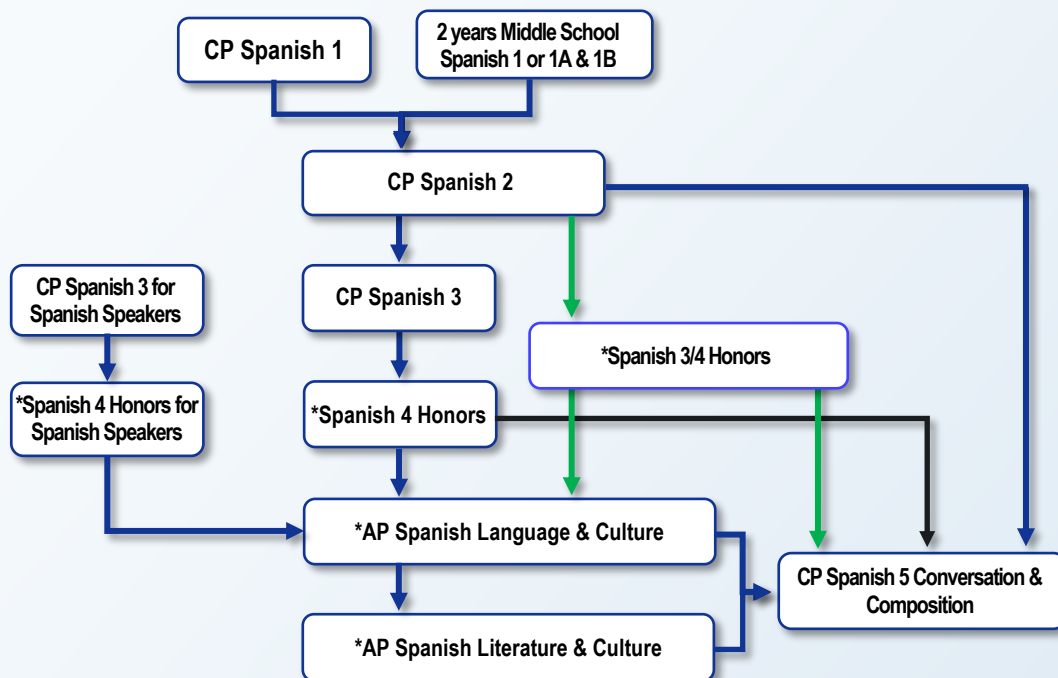 CP Spanish 1
2 years Middle School
Spanish 1 or 1A & 1B
CP Spanish 2
CP Spanish 3 for
Spanish Speakers
CP Spanish 3
*Spanish 3/4 Honors
*Spanish 4 Honors for
Spanish Speakers
*Spanish 4 Honors
*AP Spanish Language & Culture
CP Spanish 5 Conversation &
Composition
*AP Spanish Literature & Culture